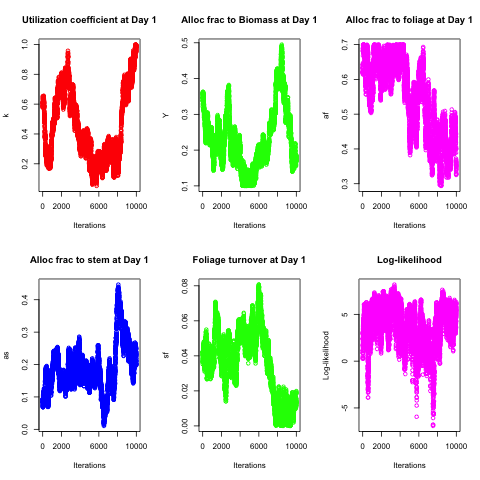 Utilization coefficient at Day 1
k
0.2 0.4 0.6 0.8 1.0
0 2000 6000 10000
Iterations
Alloc frac to Biomass at Day 1
Y
0.1 0.2 0.3 0.4 0.5
0 2000 6000 10000
Iterations
Alloc frac to foliage at Day 1
af
0.3 0.4 0.5 0.6 0.7
0 2000 6000 10000
Iterations
Alloc frac to stem at Day 1
as
0.0 0.1 0.2 0.3 0.4
0 2000 6000 10000
Iterations
Foliage turnover at Day 1
sf
0.00 0.02 0.04 0.06 0.08
0 2000 6000 10000
Iterations
Log-likelihood
Log-likelihood
-5 0 5
0 2000 6000 10000
Iterations